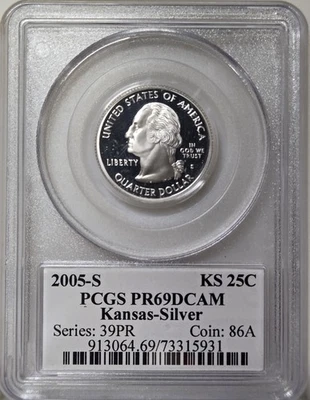 UNITED STATES OF AMERICA
LIBERTY
IN
GOD WE
TRUST
S
QUARTER DOLLAR
2005-S KS 25C
PCGS PR69DCAM
Kansas-Silver
Series: 39PR Coin: 86A
913064.69/73315931